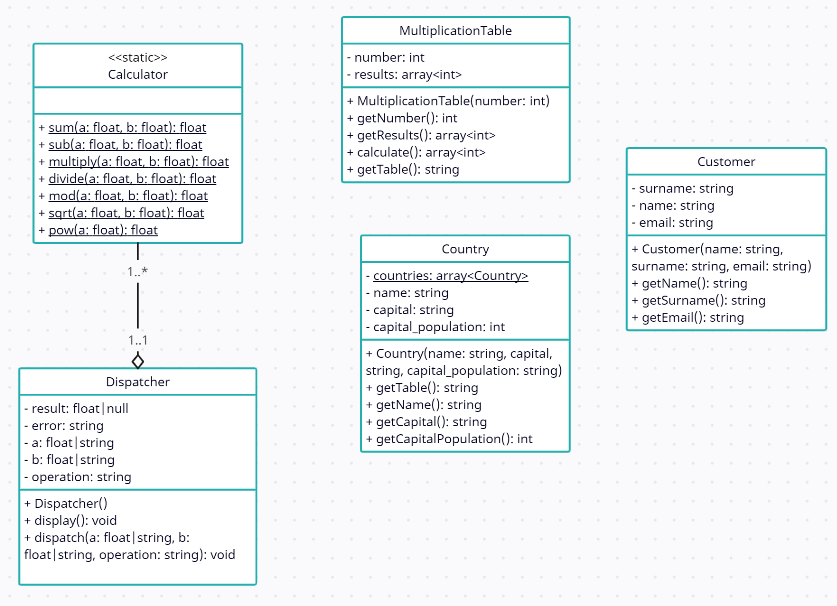 <<static>>
Calculator
+ sum(a: float, b: float): float
+ sub(a: float, b: float): float
+ multiply(a: float, b: float): float
+ divide(a: float, b: float): float
+ mod(a: float, b: float): float
+ sqrt(a: float, b: float): float
+ pow(a: float): float
1..*
1..1
Dispatcher
- result: float|null
- error: string
- a: float|string
- b: float|string
- operation: string
+ Dispatcher()
+ display(): void
+ dispatch(a: float|string, b:
float|string, operation: string): void
MultiplicationTable
- number: int
- results: array<int>
+ MultiplicationTable(number: int)
+ getNumber(): int
+ getResults(): array<int>
+ calculate(): array<int>
+ getTable(): string
Country
- countries: array<Country>
- name: string
- capital: string
- capital_population: int
+ Country(name: string, capital,
string, capital_population: string)
+ getTable(): string
+ getName(): string
+ getCapital(): string
+ getCapitalPopulation(): int
Customer
- surname: string
- name: string
- email: string
+ Customer(name: string,
surname: string, email: string)
+ getName(): string
+ getSurname(): string
+ getEmail(): string